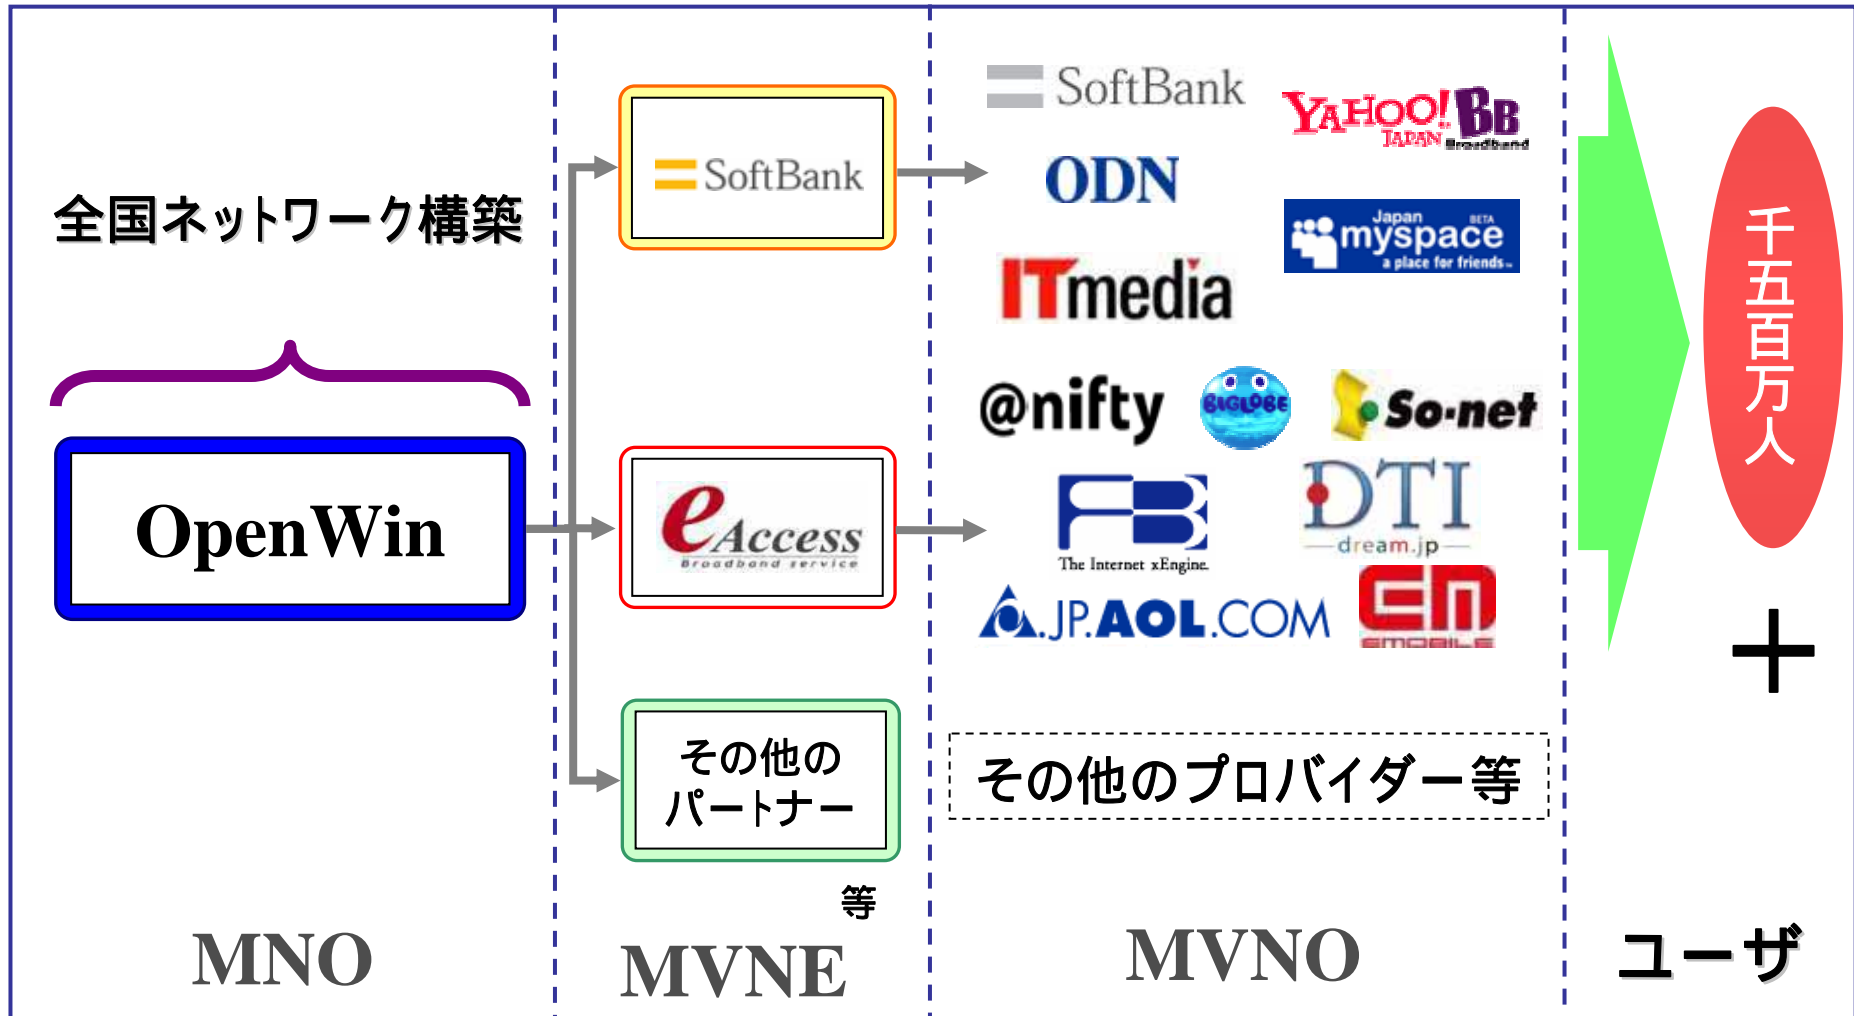 全国ネットワーク構築
OpenWin
MNO
SoftBank
eAccess
Broadband service
その他の
パートナー
等
MVNE
SoftBank
YAHOO! BB
JAPAN Broadband
ODN
Japan BETA
myspace
a place for friends
ITmedia
@nifty
BIGLOBE
So-net
FB
The Internet xEngine.
DTI
dream.jp
.JP.AOL.COM
EM
EMOBILE
その他のプロバイダー等
MVNO
千五百万人
+
ユーザ